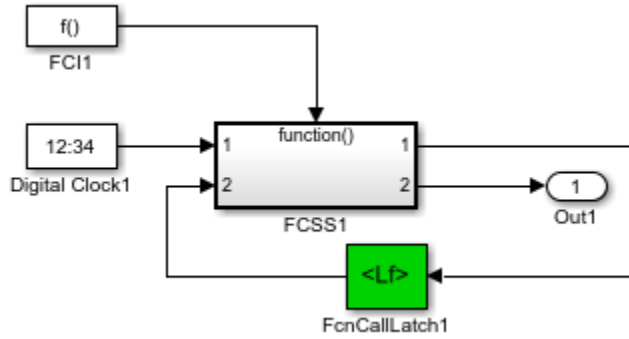 f()
FCI1
function()
12:34
1
1
2
2
1
Digital Clock1
FCSS1
Out1
<Lf>
FcnCallLatch1